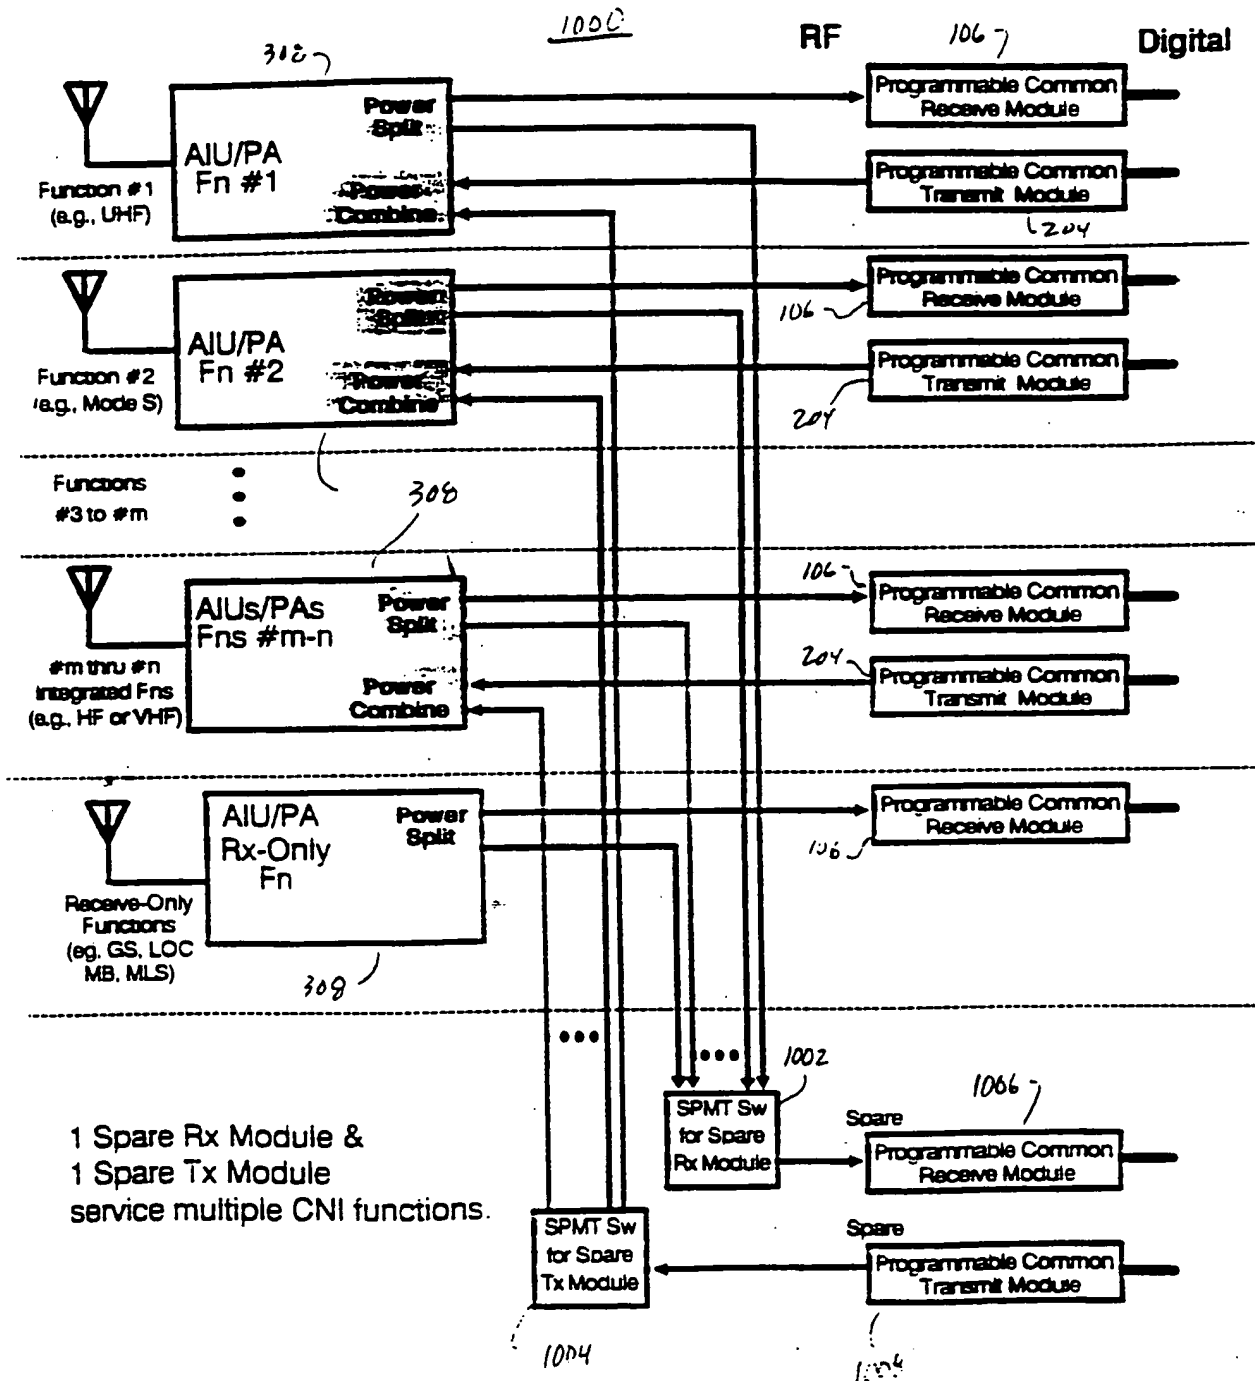 1000
RF
106
Digital
308
Programmable Common
Receive Module
Power
Split
AIU/PA
Fn #1
Programmable Common
Transmit Module
Power
Combine
Function #1
(e.g., UHF)
204
Programmable Common
Receive Module
Power
Split
106
AIU/PA
Fn #2
Programmable Common
Transmit Module
Power
Combine
Function #2
(e.g., Mode S)
204
Functions
#3 to #m
308
106
Programmable Common
Receive Module
AIUs/PAs
Fns #m-n
Power
Split
#m thru #n
Integrated Fns
(e.g., HF or VHF)
204
Programmable Common
Transmit Module
Power
Combine
AIU/PA
Rx-Only
Fn
Power
Split
Programmable Common
Receive Module
106
Receive-Only
Functions
(eg. GS, LOC
MB, MLS)
308
1002
1 Spare Rx Module &
1 Spare Tx Module
service multiple CNI functions.
SPMT Sw
for Spare
Rx Module
1006
Spare
Programmable Common
Receive Module
SPMT Sw
for Spare
Tx Module
Spare
Programmable Common
Transmit Module
1004